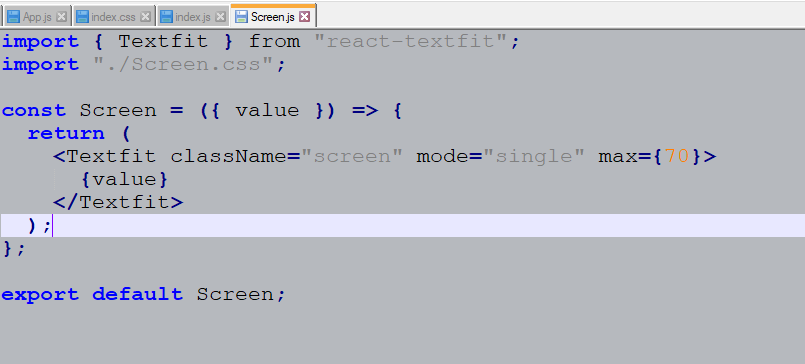 App.js index.css index.js Screen.js
import { Textfit } from "react-textfit";
import "./Screen.css";
const Screen = ({ value }) => {
return (
<Textfit className="screen" mode="single" max={70}>
{value}
</Textfit>
);
};
export default Screen;